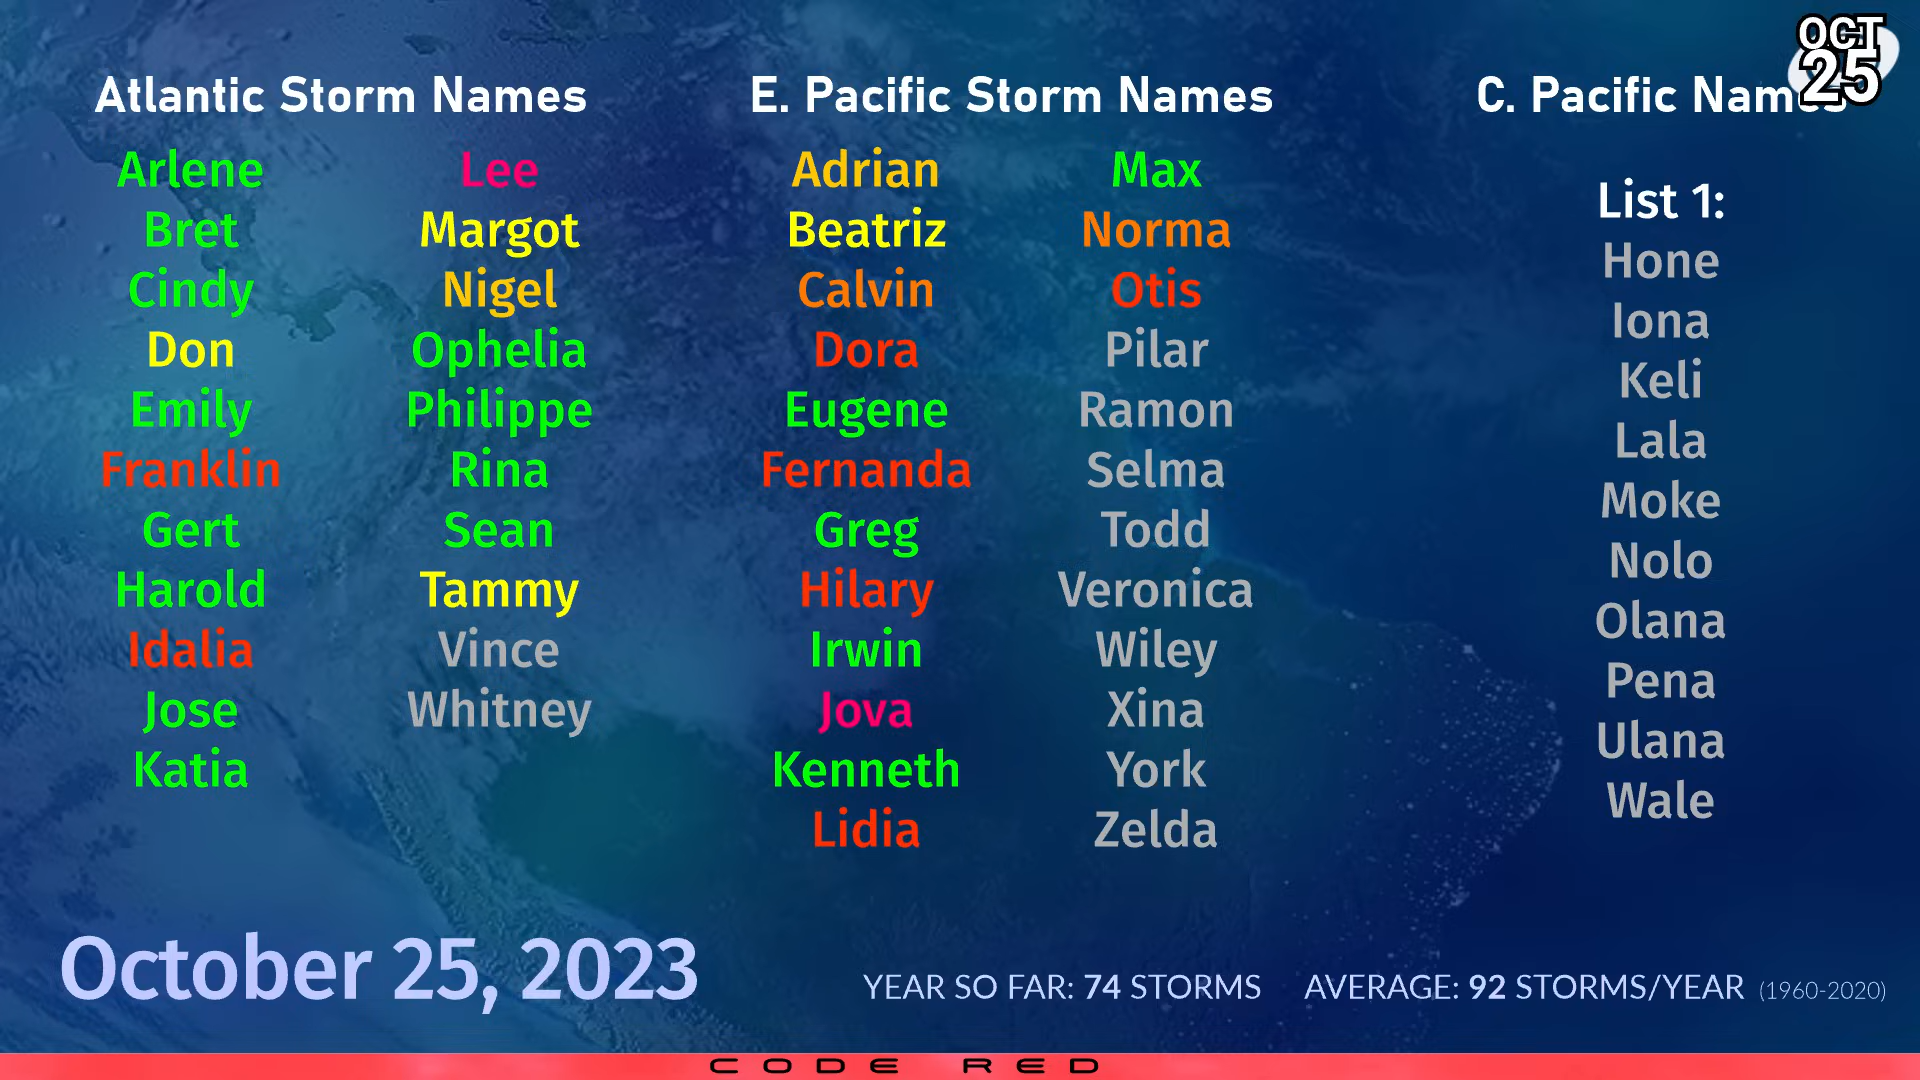 OCT
25
Atlantic Storm Names
Arlene
Bret
Cindy
Don
Emily
Franklin
Gert
Harold
Idalia
Jose
Katia
Lee
Margot
Nigel
Ophelia
Philippe
Rina
Sean
Tammy
Vince
Whitney
E. Pacific Storm Names
Adrian
Beatriz
Calvin
Dora
Eugene
Fernanda
Greg
Hilary
Irwin
Jova
Kenneth
Lidia
Max
Norma
Otis
Pilar
Ramon
Selma
Todd
Veronica
Wiley
Xina
York
Zelda
C. Pacific Names
List 1:
Hone
Iona
Keli
Lala
Moke
Nolo
Olana
Pena
Ulana
Wale
October 25, 2023
YEAR SO FAR: 74 STORMS AVERAGE: 92 STORMS/YEAR (1960-2020)
CODE RED